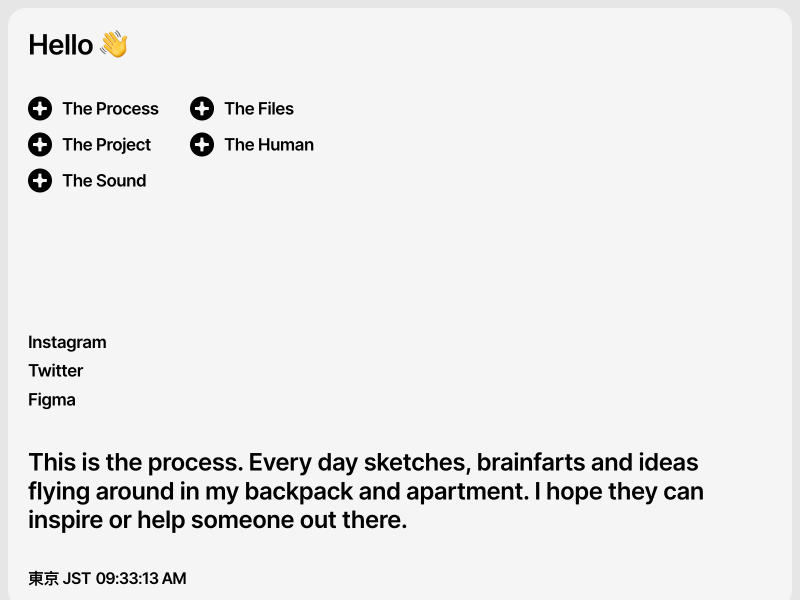 Hello 👋
The Process
The Files
The Project
The Human
The Sound
Instagram
Twitter
Figma
This is the process. Every day sketches, brainfarts and ideas
flying around in my backpack and apartment. I hope they can
inspire or help someone out there.
東京 JST 09:33:13 AM